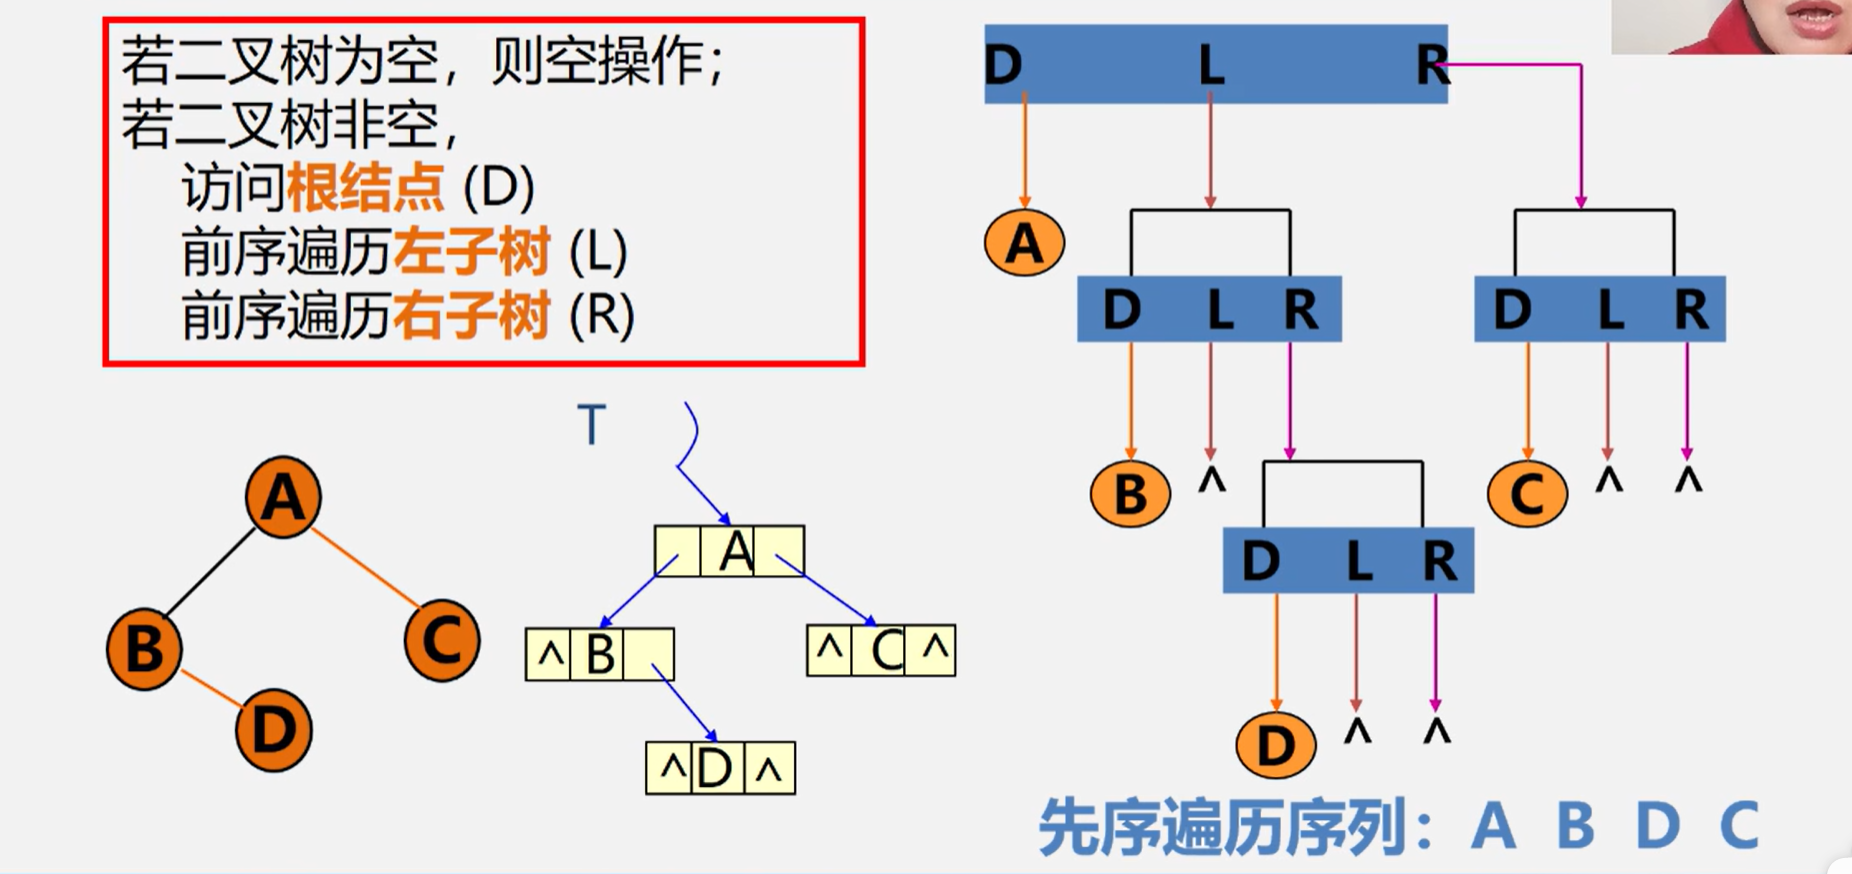 若二叉树为空，则空操作；
若二叉树非空，
访问根结点 (D)
前序遍历左子树 (L)
前序遍历右子树 (R)
D L R
A
D L R
D L R
B ^
C ^ ^
D L R
D ^ ^
T
A
B
C
D
A
^ B
^ C ^
^ D ^
先序遍历序列：A B D C